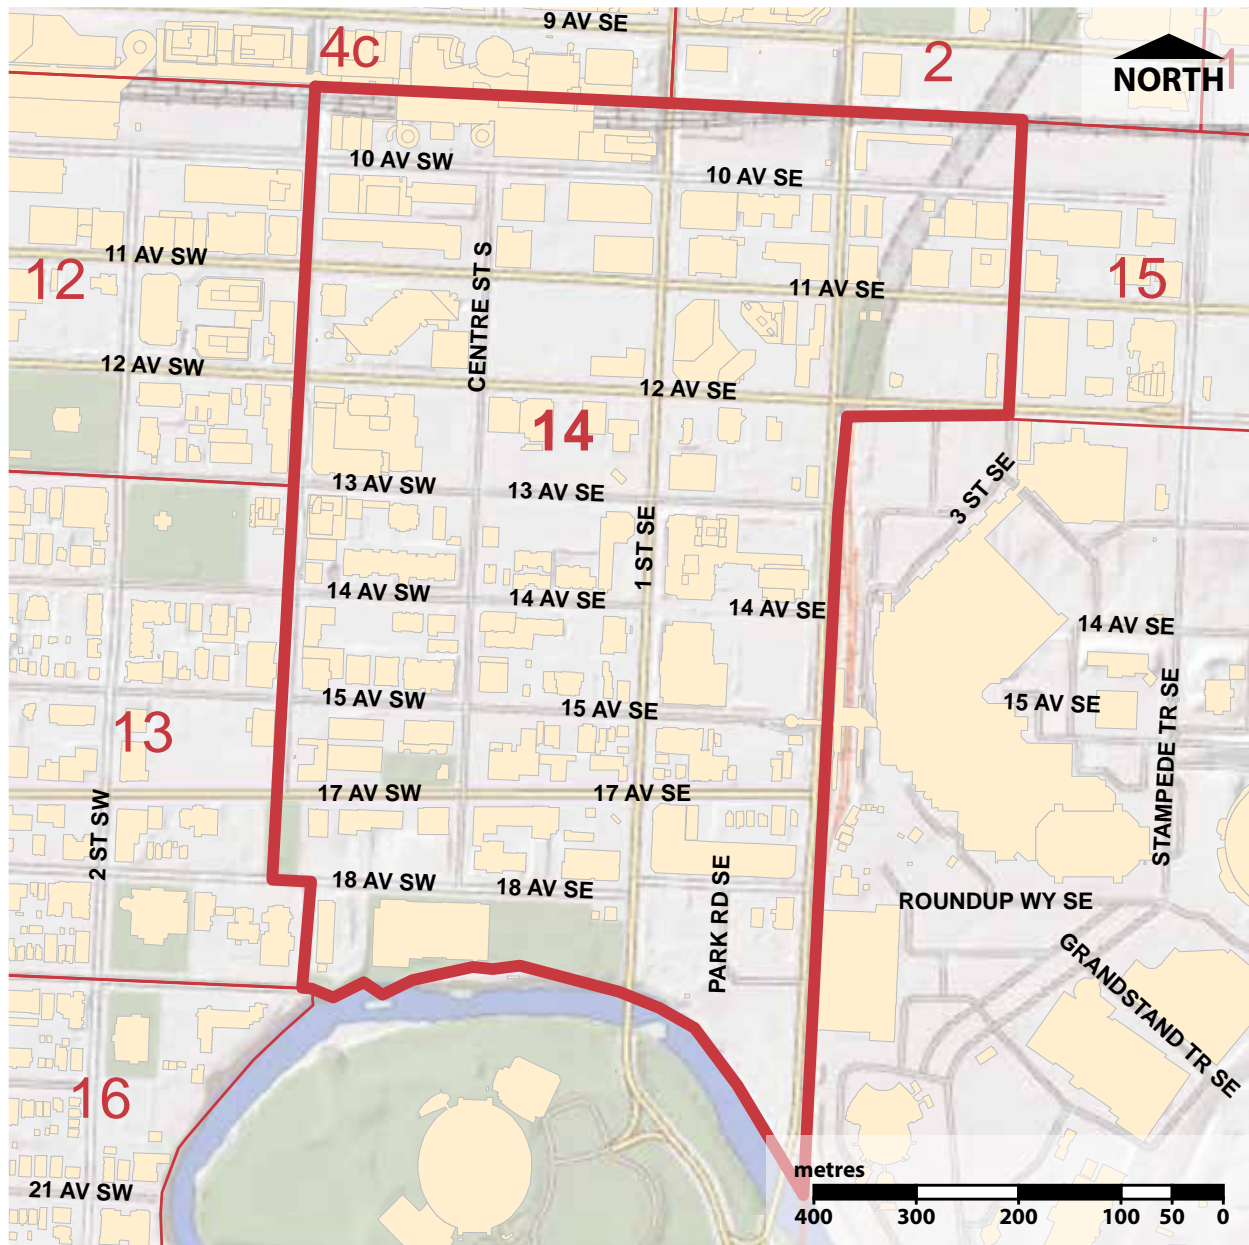 9 AV SE
4c
2
1
NORTH
10 AV SW
10 AV SE
11 AV SW
12
CENTRE ST S
11 AV SE
15
12 AV SW
12 AV SE
14
13 AV SW
13 AV SE
3 ST SE
1 ST SE
14 AV SW
14 AV SE
14 AV SE
14 AV SE
15 AV SW
15 AV SE
15 AV SE
STAMPEDE TR SE
13
17 AV SW
17 AV SE
2 ST SW
18 AV SW
18 AV SE
PARK RD SE
ROUNDUP WY SE
GRANDSTAND TR SE
16
21 AV SW
metres
400 300 200 100 50 0